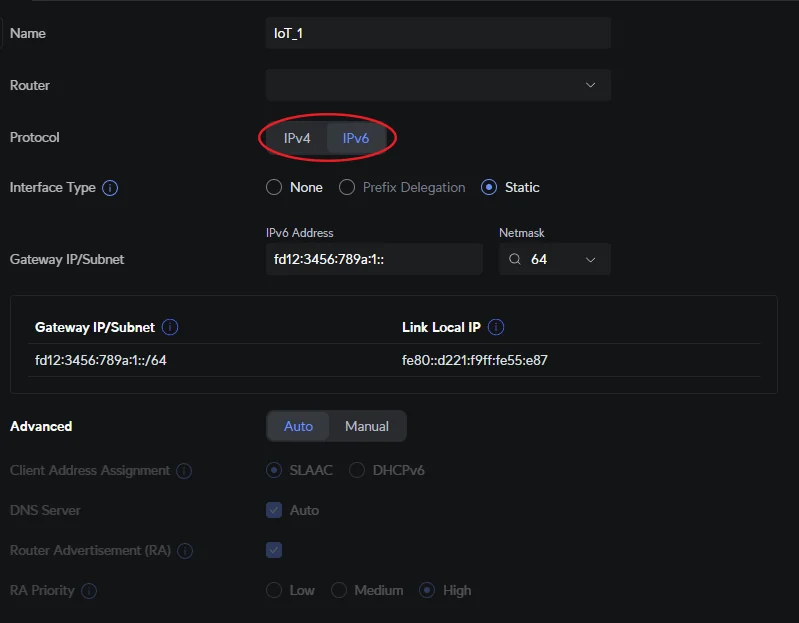 Name IoT_1
Router
Protocol IPv4 IPv6
Interface Type None Prefix Delegation Static
IPv6 Address Netmask
Gateway IP/Subnet fd12:3456:789a:1:: 64
Gateway IP/Subnet Link Local IP
fd12:3456:789a:1::/64 fe80::d221:f9ff:fe55:e87
Advanced Auto Manual
Client Address Assignment SLAAC DHCPv6
DNS Server Auto
Router Advertisement (RA)
RA Priority Low Medium High